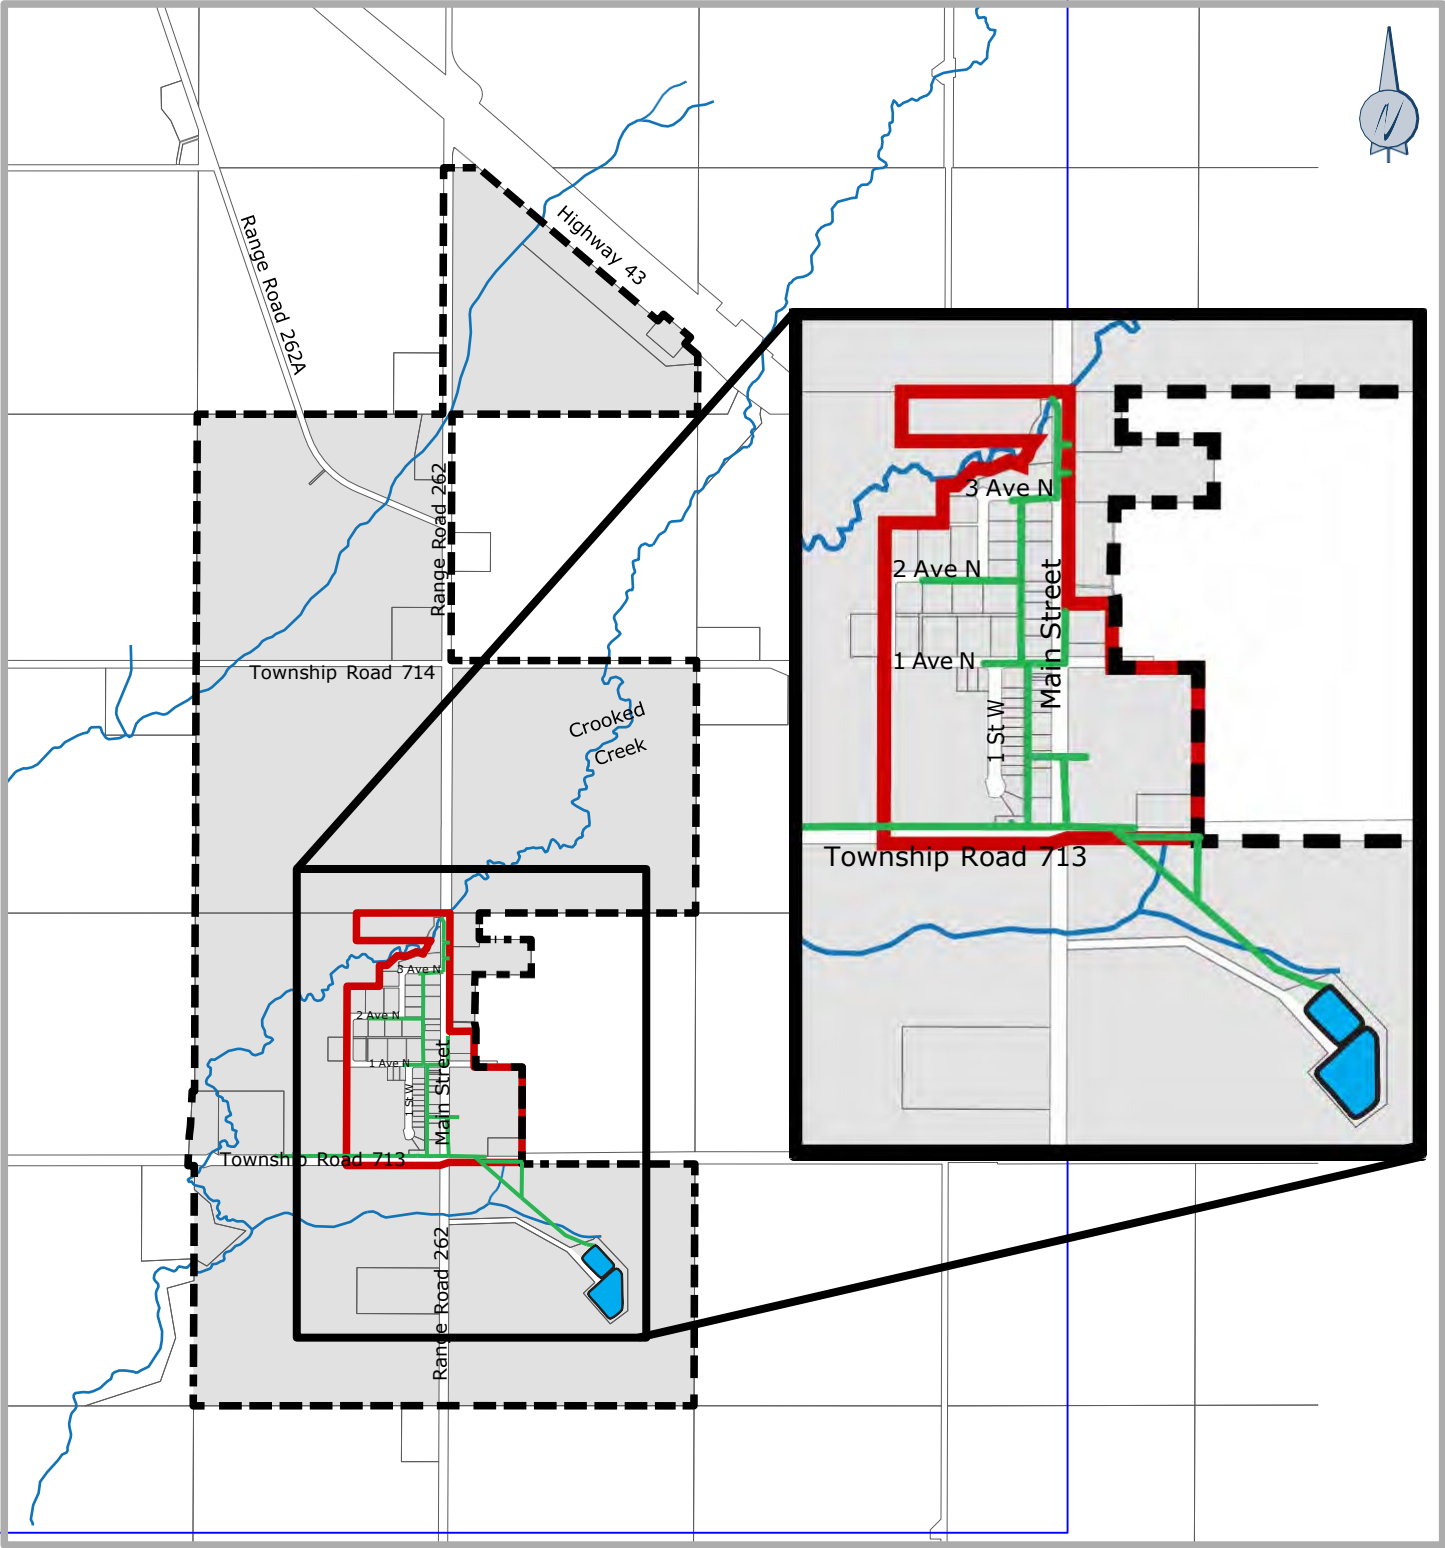 N
Highway 43
Range Road 262A
Range Road 262
Township Road 714
Crooked
Creek
3 Ave N
2 Ave N
Main Street
1 Ave N
1 St W
Township Road 713
3 Ave N
2 Ave N
1 Ave N
Main Street
1 St W
Township Road 713
Range Road 262